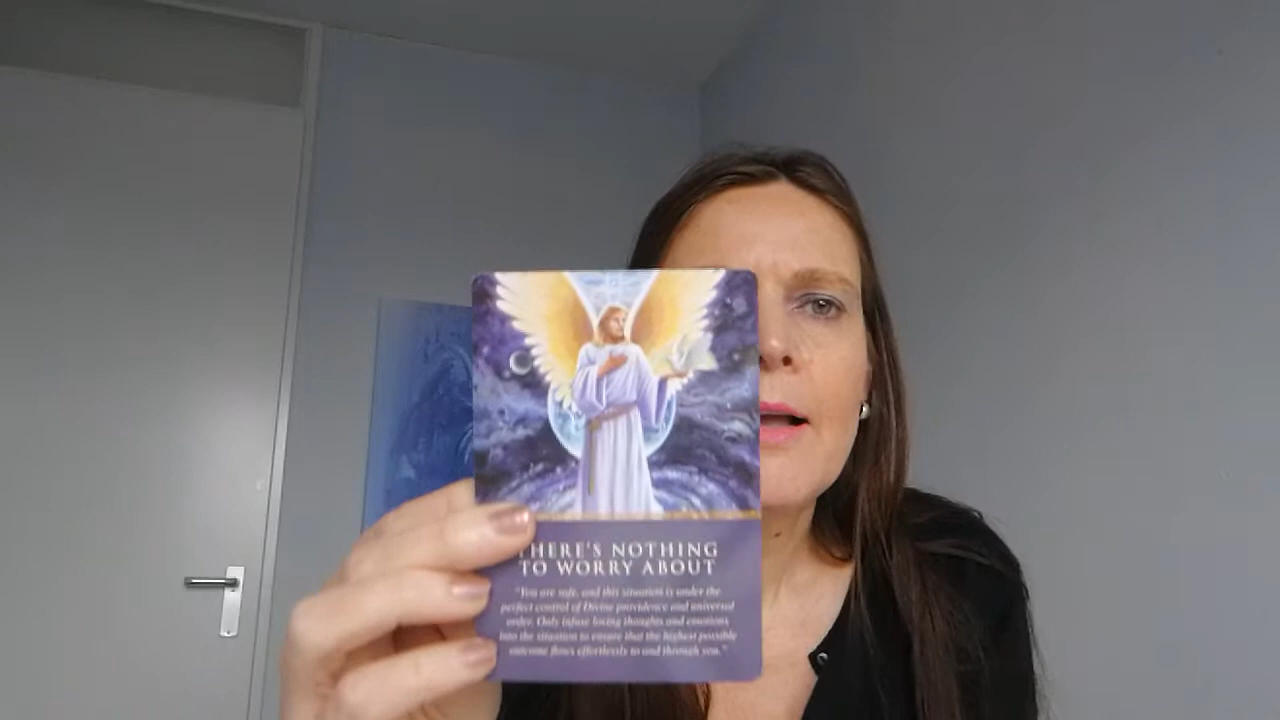 THERE'S NOTHING
TO WORRY ABOUT
"You are safe, and this situation is under the
perfect control of Divine providence and universal
order. Only infuse loving thoughts and emotions
into the situation to ensure that the highest possible
outcome flows effortlessly to and through you."